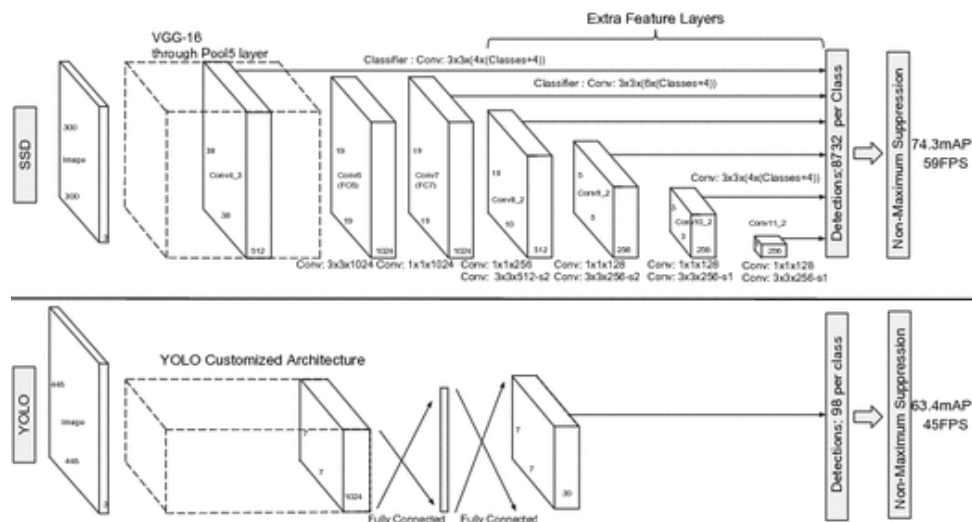 Extra Feature Layers
VGG-16
through Pool5 layer
Classifier : Conv: 3x3x(4x(Classes+4)
Classifier : Conv: 3x3x(6x(Classes+4)
SSD
300
Image
300
3
38
Conv4_3
38
512
19
Conv6
(FC6)
19
1024
19
Conv7
(FC7)
19
1024
10
Conv8_2
10
512
5
Conv9_2
5
256
3
Conv10_2
3
256
Conv: 3x3x(4x(Classes+4))
Conv11_2
256
Conv: 3x3x1024
Conv: 1x1x1024
Conv: 1x1x256
Conv: 3x3x512-s2
Conv: 1x1x128
Conv: 3x3x256-s2
Conv: 1x1x128
Conv: 3x3x256-s1
Conv: 1x1x128
Conv: 3x3x256-s1
Detections:8732 per Class
Non-Maximum Suppression
74.3mAP
59FPS
YOLO
448
Image
448
3
YOLO Customized Architecture
7
7
1024
Fully Connected
Fully Connected
7
7
30
Detections; 98 per class
Non-Maximum Suppression
63.4mAP
45FPS